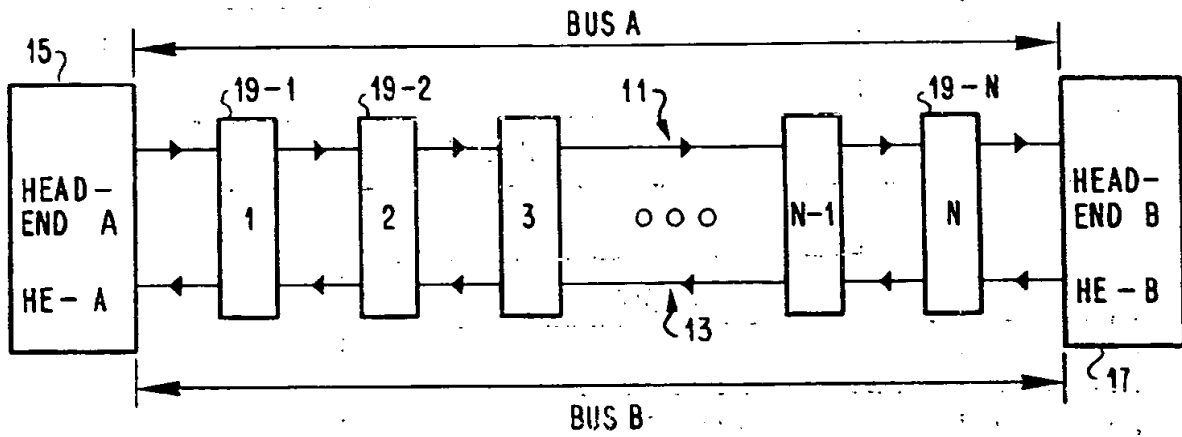 BUS A
15
19-1
19-2
11
19-N
HEAD-
END A
HE-A
1
2
3
N-1
N
HEAD-
END B
HE-B
13
17
BUS B